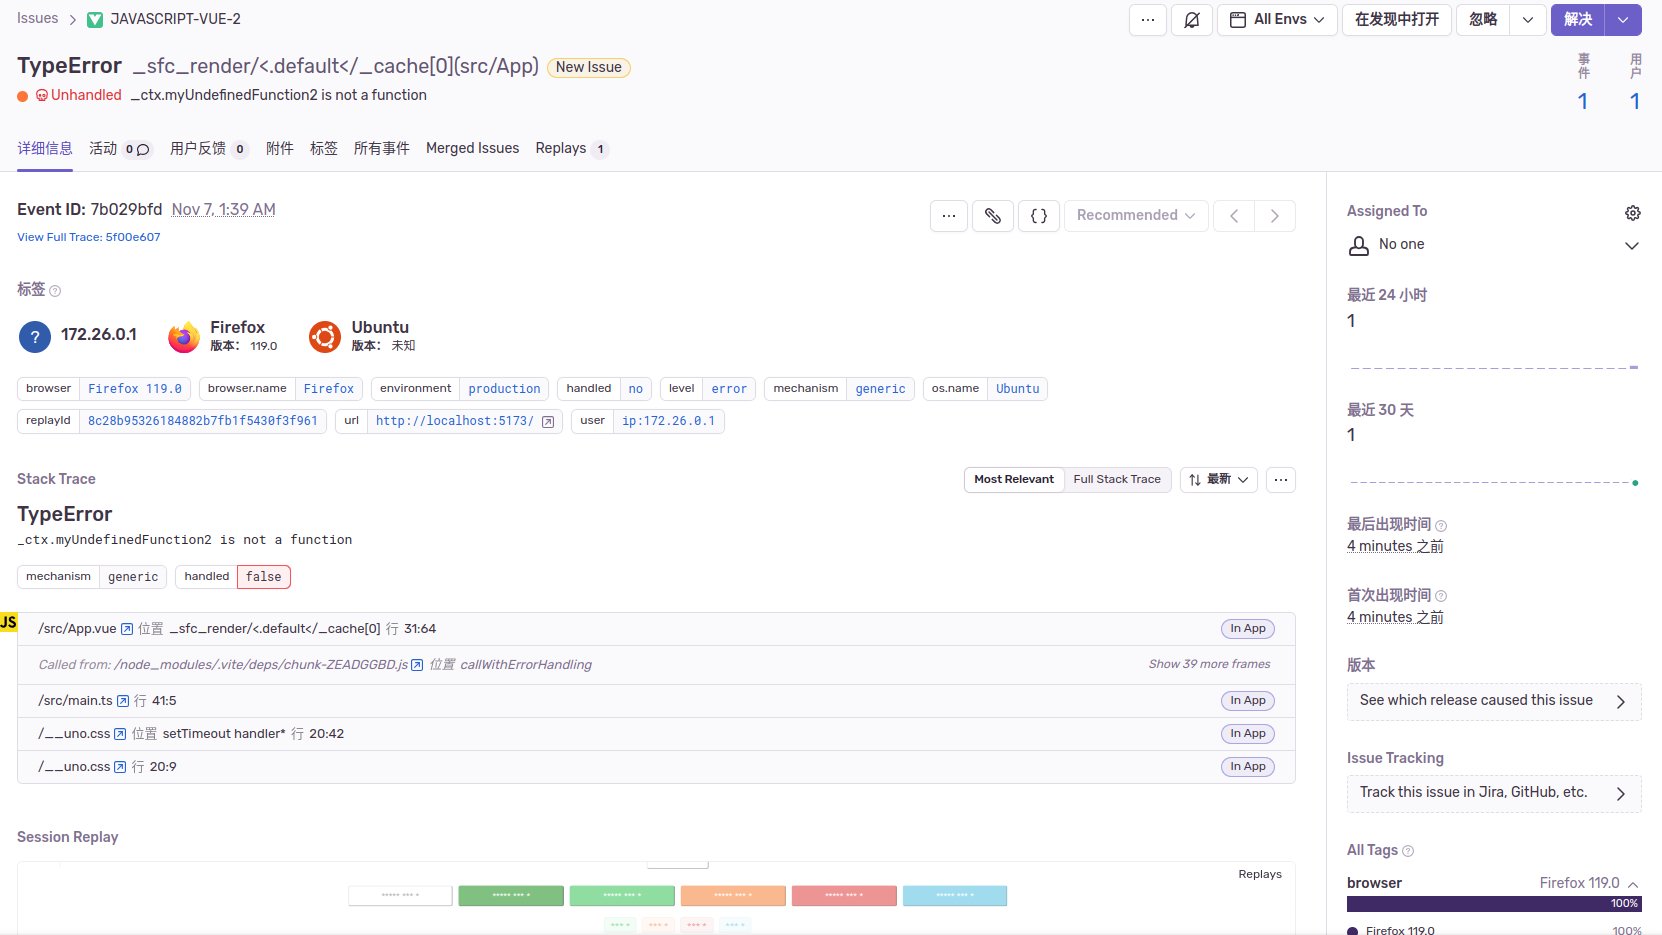 Issues > JAVASCRIPT-VUE-2
··· All Envs 在发现中打开 忽略 解决
TypeError _sfc_render/<.default</_cache[0](src/App) New Issue
事件 用户
Unhandled _ctx.myUndefinedFunction2 is not a function
1 1
详细信息 活动 0 用户反馈 0 附件 标签 所有事件 Merged Issues Replays 1
Event ID: 7b029bfd Nov 7, 1:39 AM
··· {} Recommended < >
View Full Trace: 5f00e607
标签 ?
? 172.26.0.1 Firefox Ubuntu
版本： 119.0 版本： 未知
browser Firefox 119.0 browser.name Firefox environment production handled no level error mechanism generic os.name Ubuntu
replayId 8c28b95326184882b7fb1f5430f3f961 url http://localhost:5173/ user ip:172.26.0.1
Stack Trace Most Relevant Full Stack Trace 最新 ···
TypeError
_ctx.myUndefinedFunction2 is not a function
mechanism generic handled false
JS
/src/App.vue 位置 _sfc_render/<.default</_cache[0] 行 31:64 In App
Called from: /node_modules/.vite/deps/chunk-ZEADGGBD.js 位置 callWithErrorHandling Show 39 more frames
/src/main.ts 行 41:5 In App
/__uno.css 位置 setTimeout handler* 行 20:42 In App
/__uno.css 行 20:9 In App
Session Replay
Replays
***** *** * ***** *** * ***** *** * ***** *** * ***** *** * ***** *** *
*** * *** * *** * *** *
Assigned To
No one
最近 24 小时
1
最近 30 天
1
最后出现时间 ?
4 minutes 之前
首次出现时间 ?
4 minutes 之前
版本
See which release caused this issue
Issue Tracking
Track this issue in Jira, GitHub, etc.
All Tags ?
browser Firefox 119.0
100%
Firefox 119.0 100%